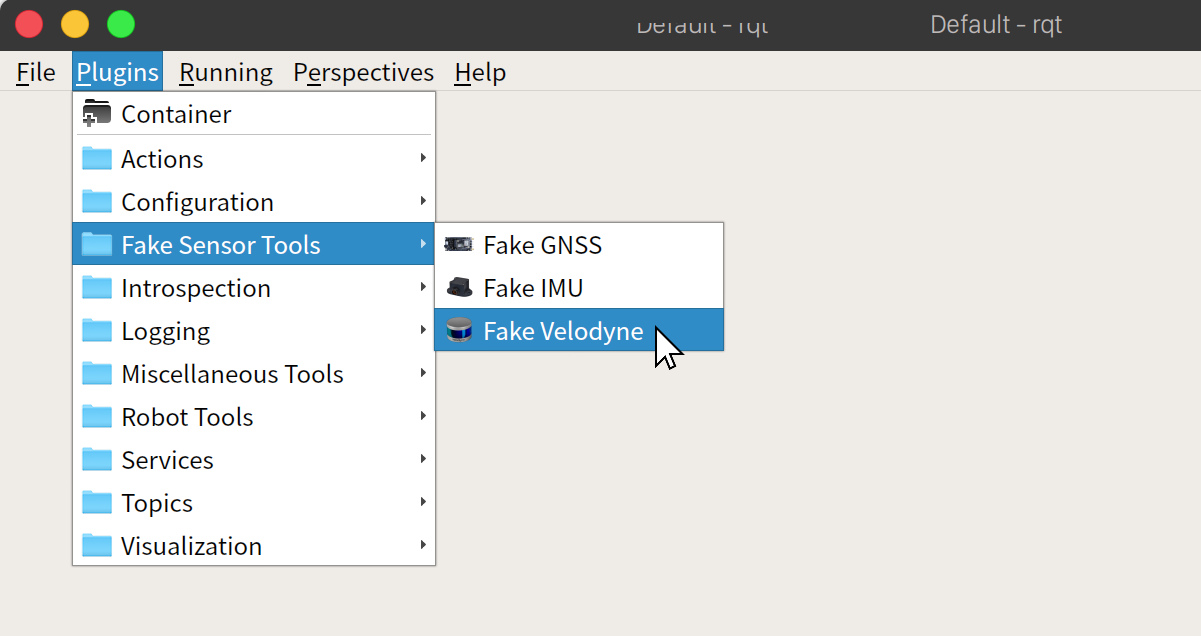 Default - rqt Default - rqt
File Plugins Running Perspectives Help
Container
Actions
Configuration
Fake Sensor Tools
Fake GNSS
Introspection
Fake IMU
Logging
Fake Velodyne
Miscellaneous Tools
Robot Tools
Services
Topics
Visualization